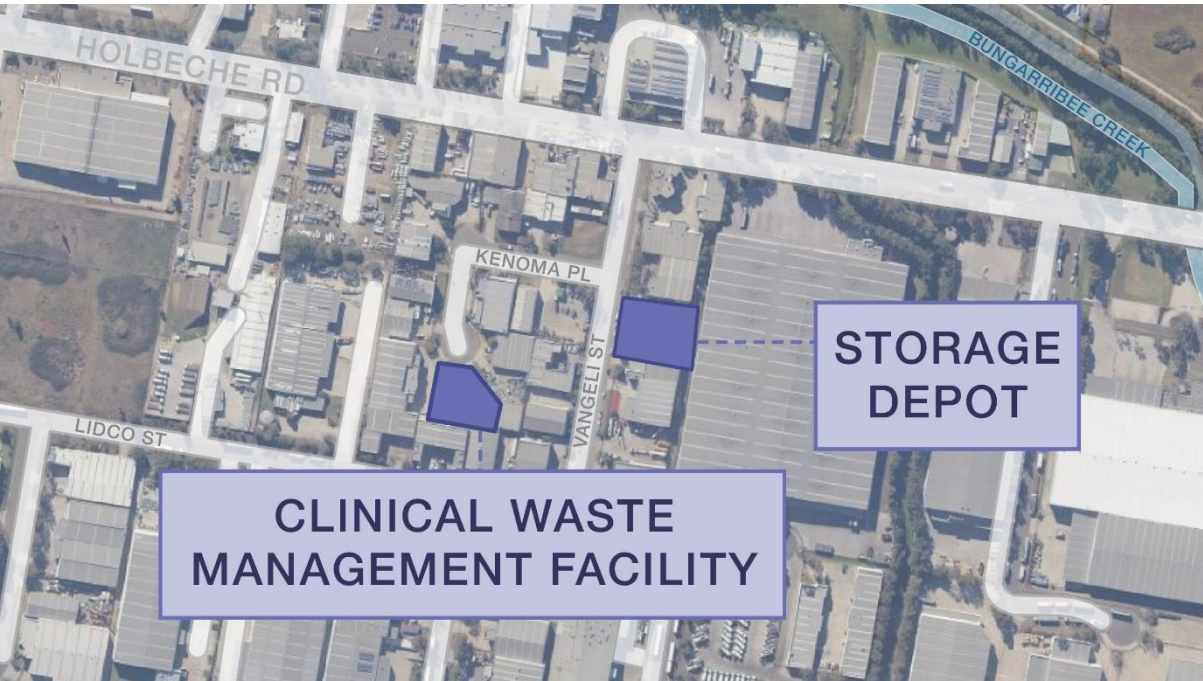 HOLBECHE RD
BUNGARRIBEE CREEK
KENOMA PL
VANGELI ST
STORAGE
DEPOT
LIDCO ST
CLINICAL WASTE
MANAGEMENT FACILITY